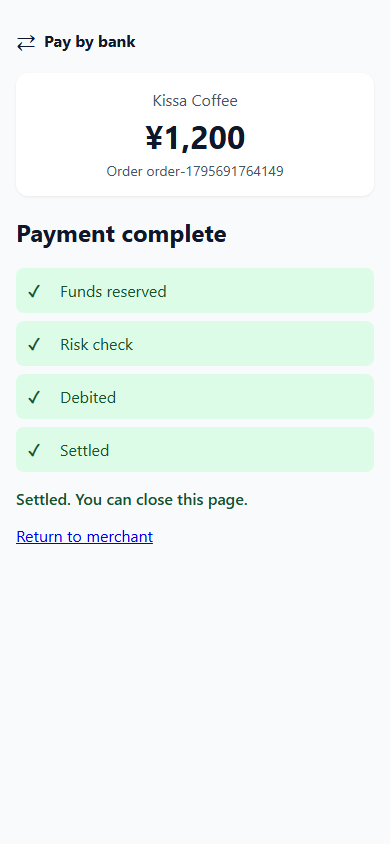 Pay by bank
Kissa Coffee
¥1,200
Order order-1795691764149
Payment complete
✓ Funds reserved
✓ Risk check
✓ Debited
✓ Settled
Settled. You can close this page.
Return to merchant